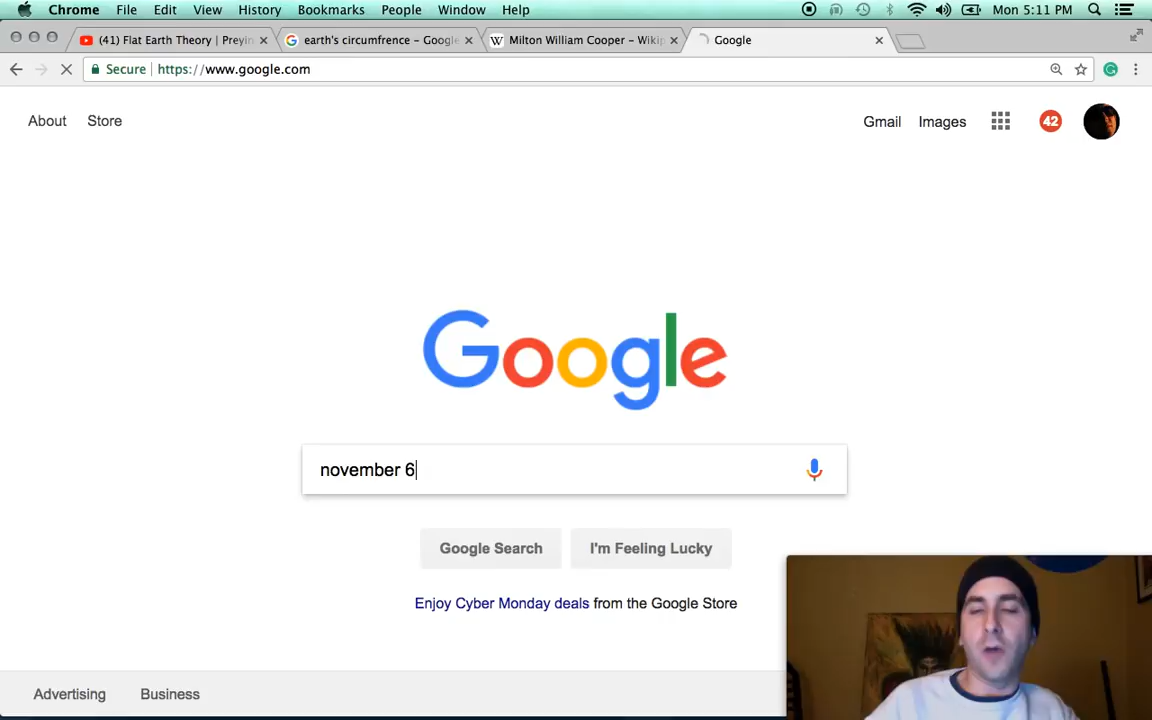 Chrome File Edit View History Bookmarks People Window Help Mon 5:11 PM
(41) Flat Earth Theory | Preyin
earth's circumfrence - Google
Milton William Cooper - Wikip
Google
Secure https://www.google.com
About Store
Gmail Images 42
Google
november 6
Google Search I'm Feeling Lucky
Enjoy Cyber Monday deals from the Google Store
Advertising Business